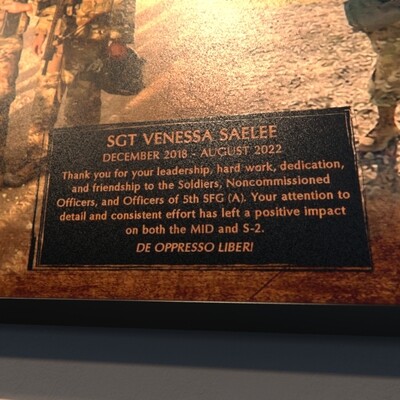 SGT VENESSA SAELEE
DECEMBER 2018 - AUGUST 2022
Thank you for your leadership, hard work, dedication,
and friendship to the Soldiers, Noncommissioned
Officers, and Officers of 5th SFG (A). Your attention to
detail and consistent effort has left a positive impact
on both the MID and S-2.
DE OPPRESSO LIBER!